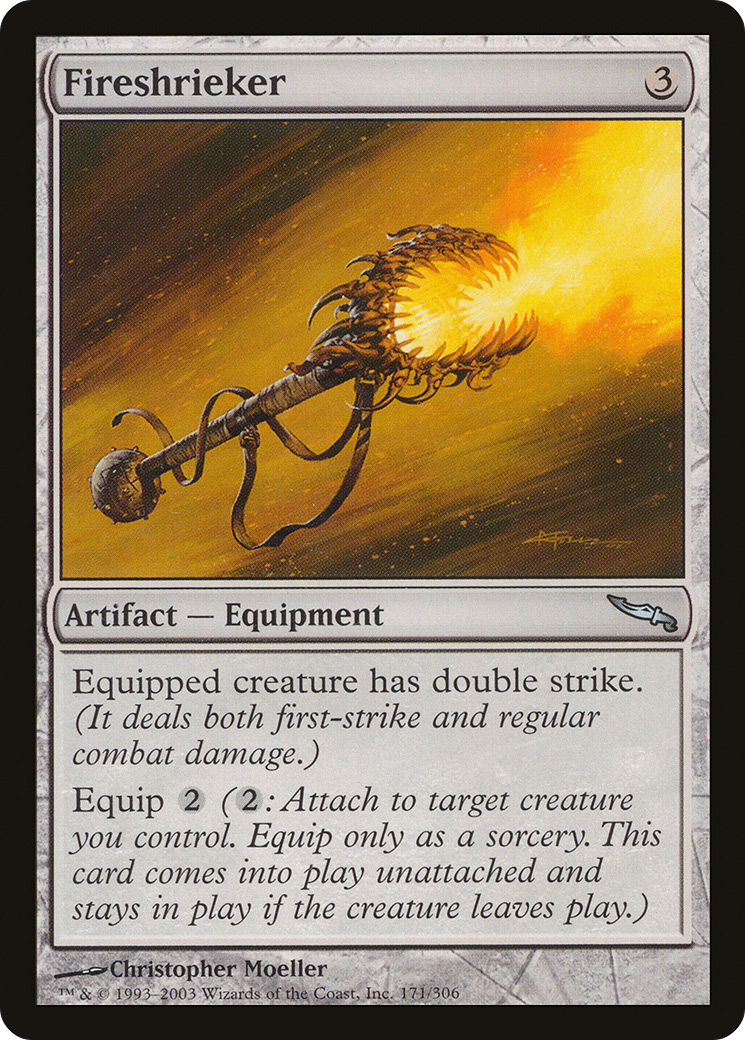 Fireshrieker 3
Artifact — Equipment
Equipped creature has double strike.
(It deals both first-strike and regular
combat damage.)
Equip 2 (2: Attach to target creature
you control. Equip only as a sorcery. This
card comes into play unattached and
stays in play if the creature leaves play.)
Christopher Moeller
™ & © 1993–2003 Wizards of the Coast, Inc. 171/306